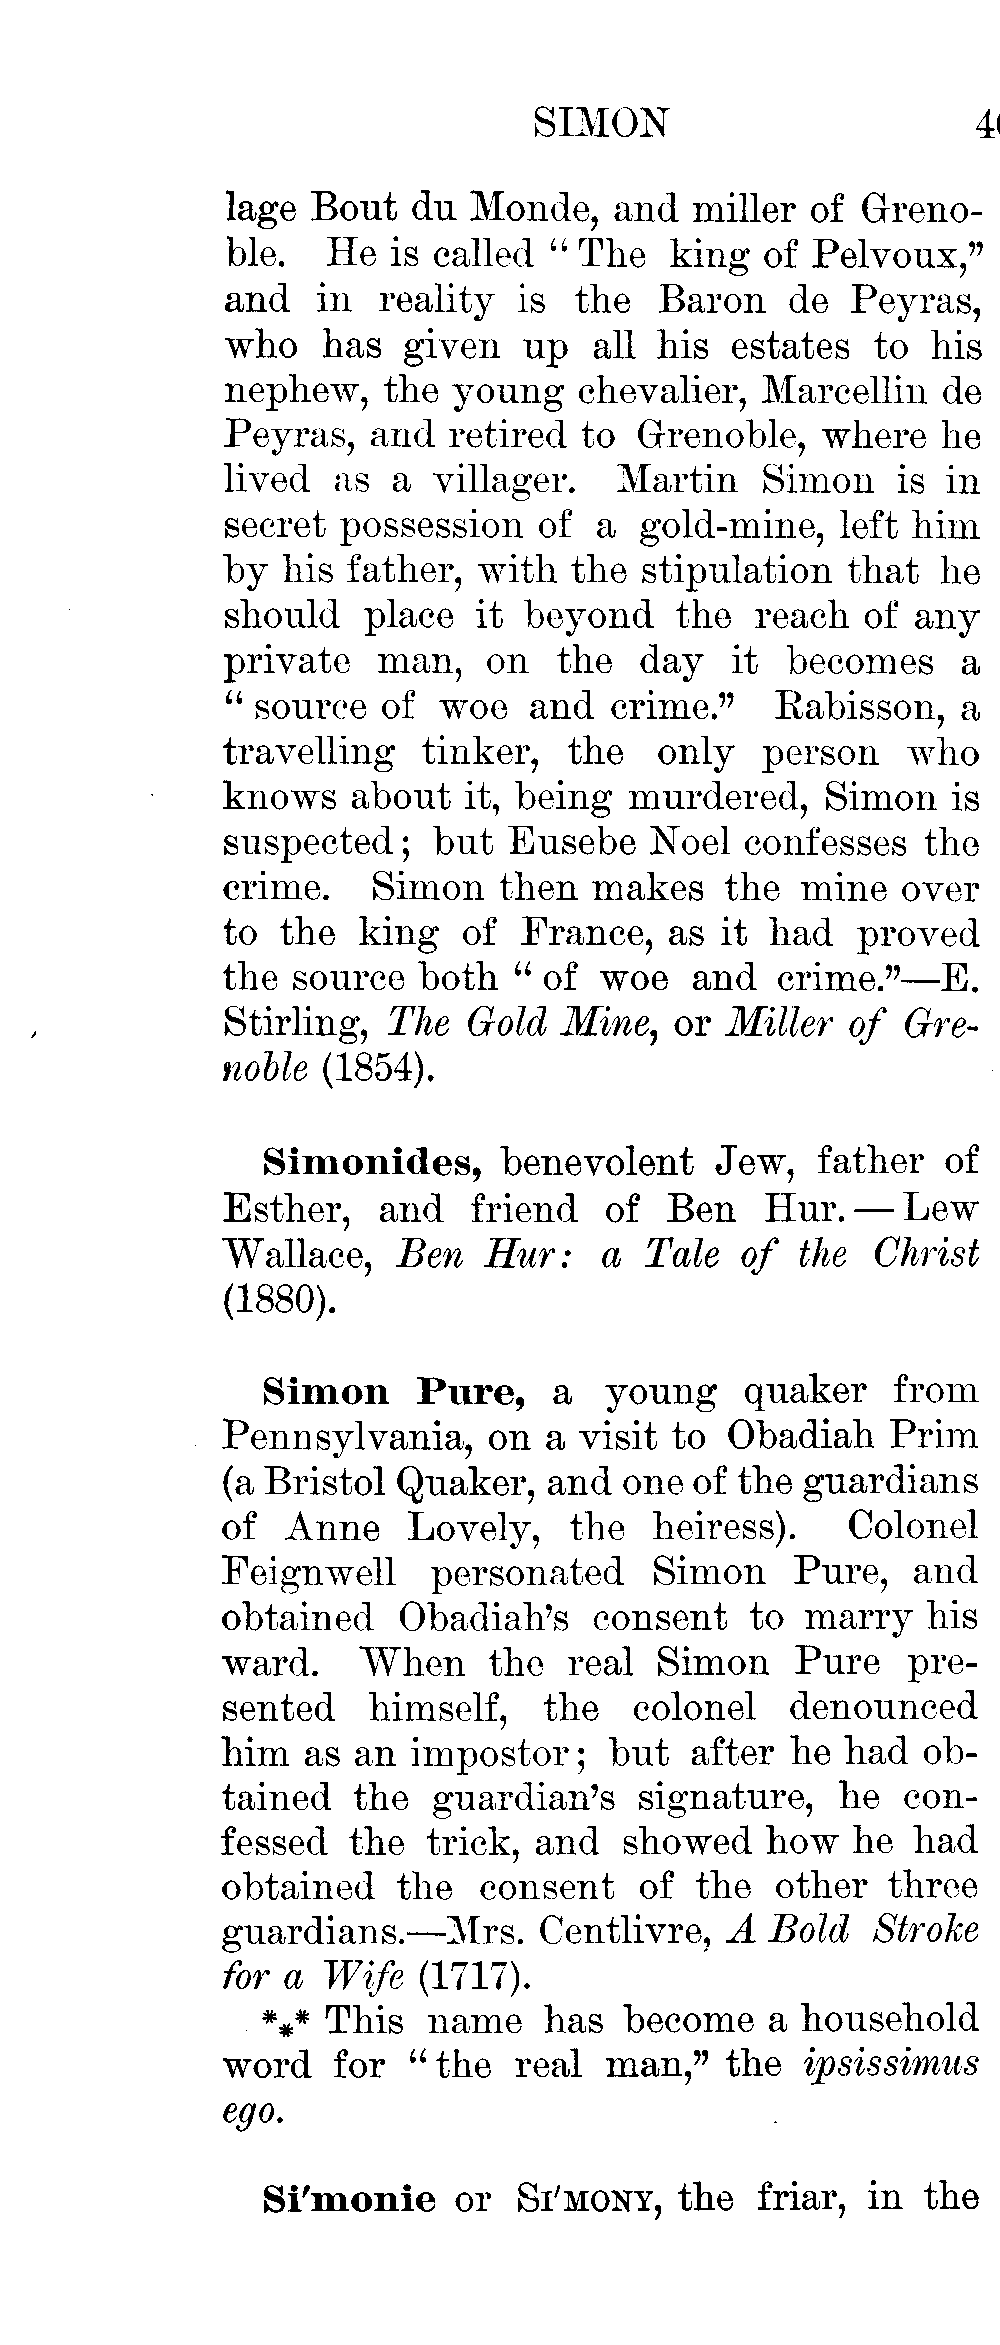 SIMON
lage Bout du Monde, and miller of Greno-
ble. He is called “The king of Pelvoux,”
and in reality is the Baron de Peyras,
who has given up all his estates to his
nephew, the young chevalier, Marcellin de
Peyras, and retired to Grenoble, where he
lived as a villager. Martin Simon is in
secret possession of a gold-mine, left him
by his father, with the stipulation that he
should place it beyond the reach of any
private man, on the day it becomes a
“source of woe and crime.” Rabisson, a
travelling tinker, the only person who
knows about it, being murdered, Simon is
suspected; but Eusebe Noel confesses the
crime. Simon then makes the mine over
to the king of France, as it had proved
the source both “of woe and crime.”—E.
Stirling, The Gold Mine, or Miller of Gre-
noble (1854).
Simonides, benevolent Jew, father of
Esther, and friend of Ben Hur.—Lew
Wallace, Ben Hur: a Tale of the Christ
(1880).
Simon Pure, a young quaker from
Pennsylvania, on a visit to Obadiah Prim
(a Bristol Quaker, and one of the guardians
of Anne Lovely, the heiress). Colonel
Feignwell personated Simon Pure, and
obtained Obadiah’s consent to marry his
ward. When the real Simon Pure pre-
sented himself, the colonel denounced
him as an impostor; but after he had ob-
tained the guardian’s signature, he con-
fessed the trick, and showed how he had
obtained the consent of the other three
guardians.—Mrs. Centlivre, A Bold Stroke
for a Wife (1717).
*** This name has become a household
word for “the real man,” the ipsissimus
ego.
Si′monie or SI′MONY, the friar, in the